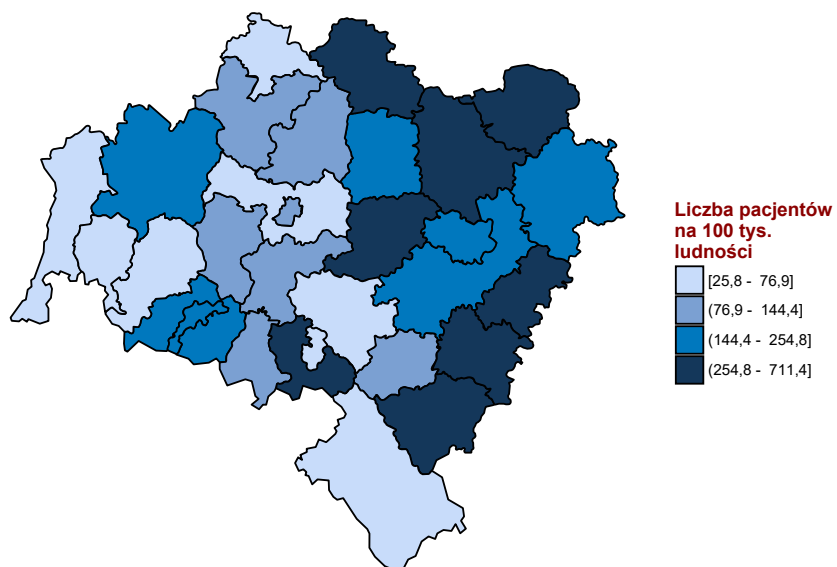 Liczba pacjentów
na 100 tys.
ludności
[25,8 - 76,9]
(76,9 - 144,4]
(144,4 - 254,8]
(254,8 - 711,4]